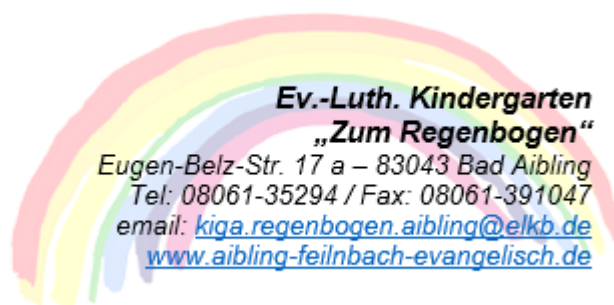 Ev.-Luth. Kindergarten
„Zum Regenbogen“
Eugen-Belz-Str. 17 a – 83043 Bad Aibling
Tel: 08061-35294 / Fax: 08061-391047
email: kiga.regenbogen.aibling@elkb.de
www.aibling-feilnbach-evangelisch.de